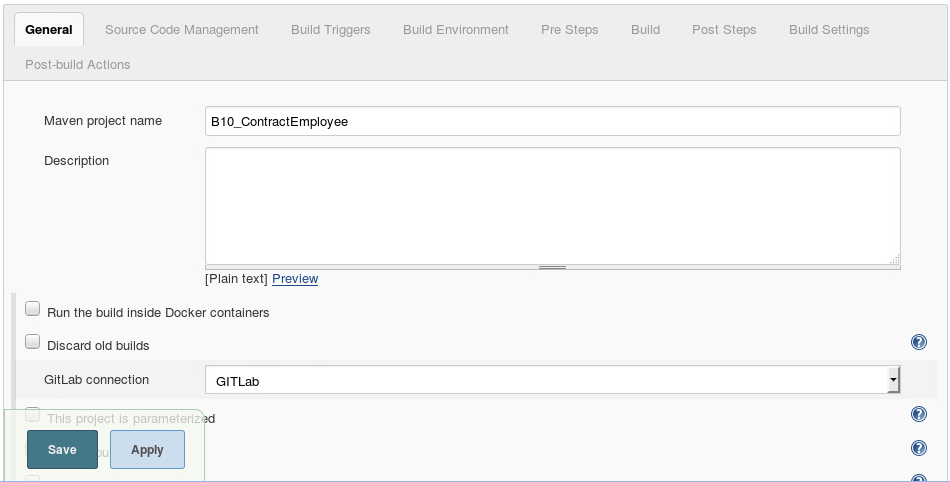 General Source Code Management Build Triggers Build Environment Pre Steps Build Post Steps Build Settings
Post-build Actions
Maven project name B10_ContractEmployee
Description
[Plain text] Preview
Run the build inside Docker containers
Discard old builds
GitLab connection GITLab
This project is parameterized
Save Apply